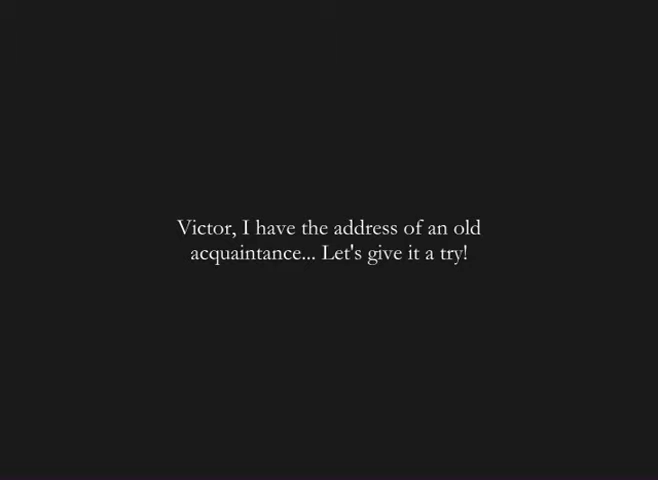 Victor, I have the address of an old
acquaintance... Let's give it a try!